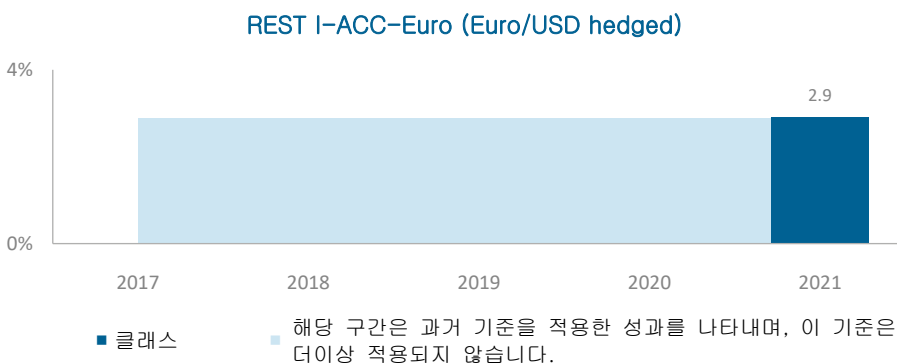 REST I-ACC-Euro (Euro/USD hedged)
4%
2.9
0%
2017 2018 2019 2020 2021
클래스
해당 구간은 과거 기준을 적용한 성과를 나타내며, 이 기준은
더이상 적용되지 않습니다.